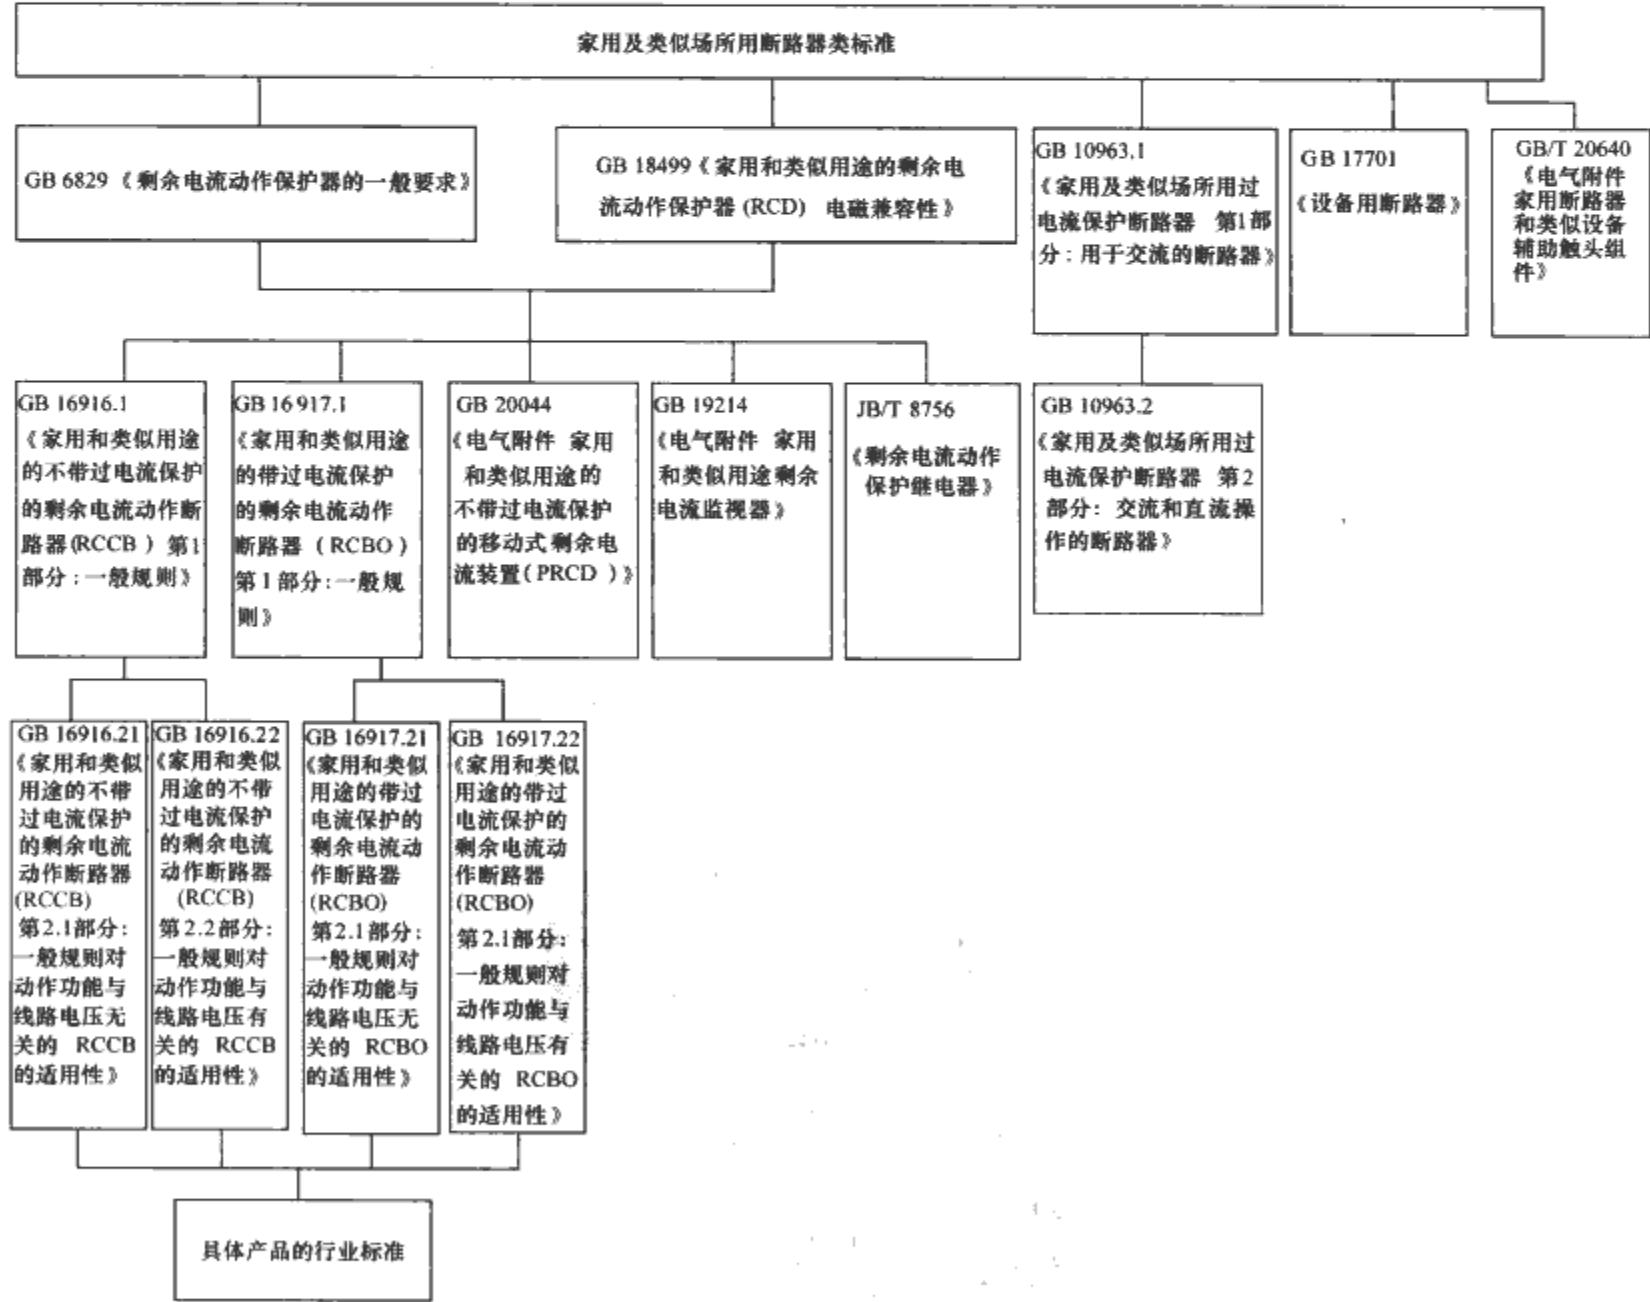 家用及类似场所用断路器类标准
GB 6829《剩余电流动作保护器的一般要求》
GB 18499《家用和类似用途的剩余电
流动作保护器(RCD) 电磁兼容性》
GB 10963.1
《家用及类似场所用过
电流保护断路器 第1部
分:用于交流的断路器》
GB 17701
《设备用断路器》
GB/T 20640
《电气附件
家用断路器
和类似设备
辅助触头组
件》
GB 16916.1
《家用和类似用途
的不带过电流保护
的剩余电流动作断
路器(RCCB) 第1
部分:一般规则》
GB 16917.1
《家用和类似用途
的带过电流保护
的剩余电流动作
断路器(RCBO)
第1部分:一般规
则》
GB 20044
《电气附件 家用
和类似用途的
不带过电流保护
的移动式剩余电
流装置(PRCD)》
GB 19214
《电气附件 家用
和类似用途剩余
电流监视器》
JB/T 8756
《剩余电流动作
保护继电器》
GB 10963.2
《家用及类似场所用过
电流保护断路器 第2
部分:交流和直流操
作的断路器》
GB 16916.21
《家用和类似
用途的不带
过电流保护
的剩余电流
动作断路器
(RCCB)
第2.1部分:
一般规则对
动作功能与
线路电压无
关的 RCCB
的适用性》
GB 16916.22
《家用和类似
用途的不带
过电流保护
的剩余电流
动作断路器
(RCCB)
第2.2部分:
一般规则对
动作功能与
线路电压有
关的 RCCB
的适用性》
GB 16917.21
《家用和类似
用途的带过
电流保护的
剩余电流动
作断路器
(RCBO)
第2.1部分:
一般规则对
动作功能与
线路电压无
关的 RCBO
的适用性》
GB 16917.22
《家用和类似
用途的带过
电流保护的
剩余电流动
作断路器
(RCBO)
第2.1部分:
一般规则对
动作功能与
线路电压有
关的 RCBO
的适用性》
具体产品的行业标准